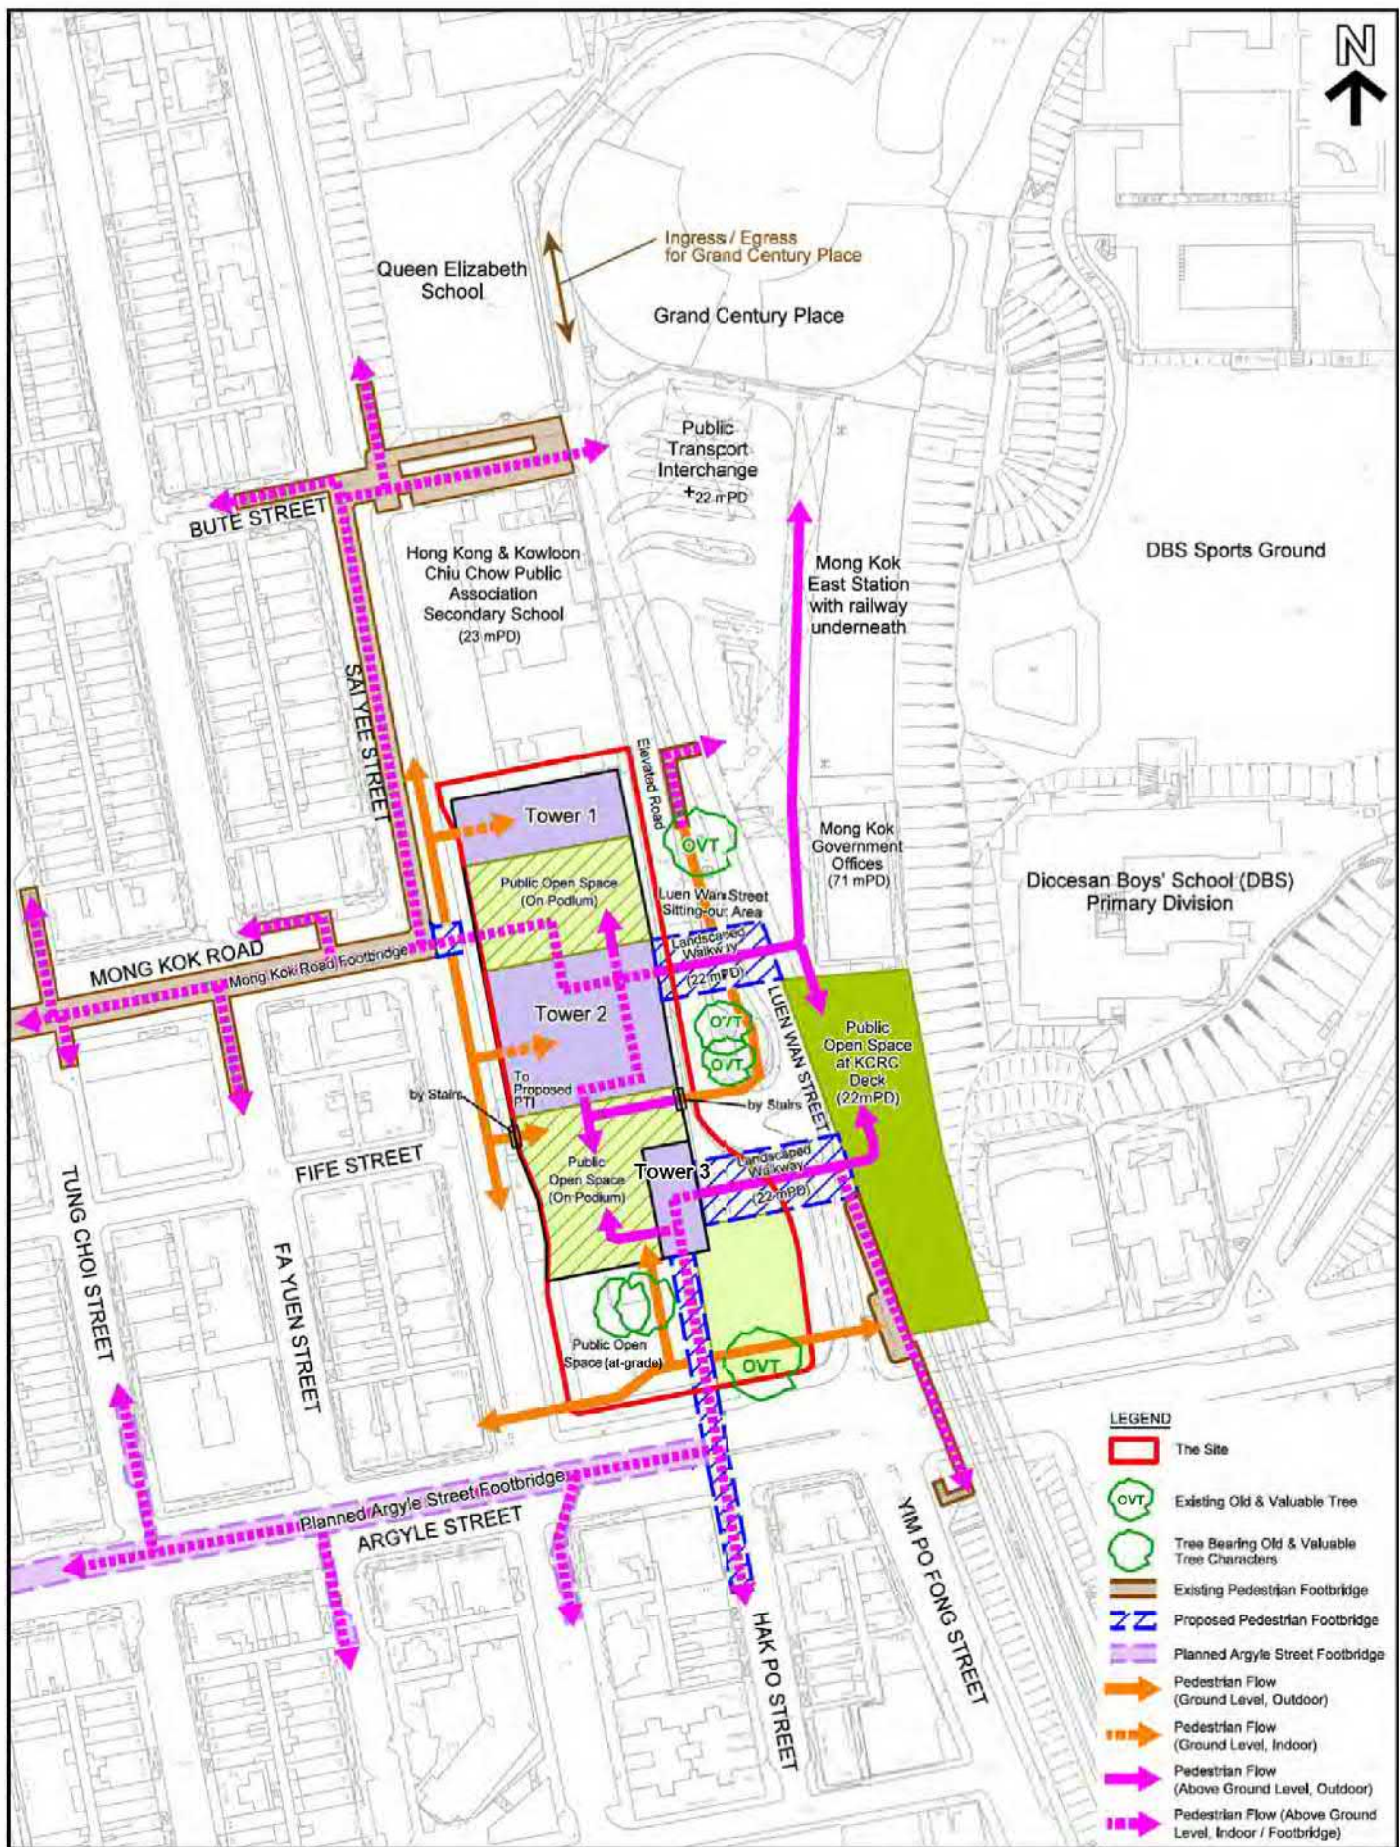 N
Ingress / Egress
for Grand Century Place
Queen Elizabeth
School
Grand Century Place
Public
Transport
Interchange
+22 mPD
BUTE STREET
Hong Kong & Kowloon
Chiu Chow Public
Association
Secondary School
(23 mPD)
Mong Kok
East Station
with railway
underneath
DBS Sports Ground
SAI YEE STREET
Elevated Road
Tower 1
OVT
Mong Kok
Government
Offices
(71 mPD)
Diocesan Boys' School (DBS)
Primary Division
Public Open Space
(On Podium)
Luen Wan Street
Sitting-out Area
MONG KOK ROAD
Mong Kok Road Footbridge
Landscaped
Walkway
(22 mPD)
Tower 2
OVT
OVT
LUEN WAN STREET
Public
Open Space
at KCRC
Deck
(22mPD)
To
Proposed
PTI
by Stairs
by Stairs
FIFE STREET
Public
Open Space
(On Podium)
Tower 3
Landscaped
Walkway
(22 mPD)
TUNG CHOI STREET
FA YUEN STREET
Public Open
Space (at-grade)
OVT
Planned Argyle Street Footbridge
ARGYLE STREET
HAK PO STREET
YIM PO FONG STREET
LEGEND
The Site
OVT
Existing Old & Valuable Tree
Tree Bearing Old & Valuable
Tree Characters
Existing Pedestrian Footbridge
Proposed Pedestrian Footbridge
Planned Argyle Street Footbridge
Pedestrian Flow
(Ground Level, Outdoor)
Pedestrian Flow
(Ground Level, Indoor)
Pedestrian Flow
(Above Ground Level, Outdoor)
Pedestrian Flow (Above Ground
Level, Indoor / Footbridge)